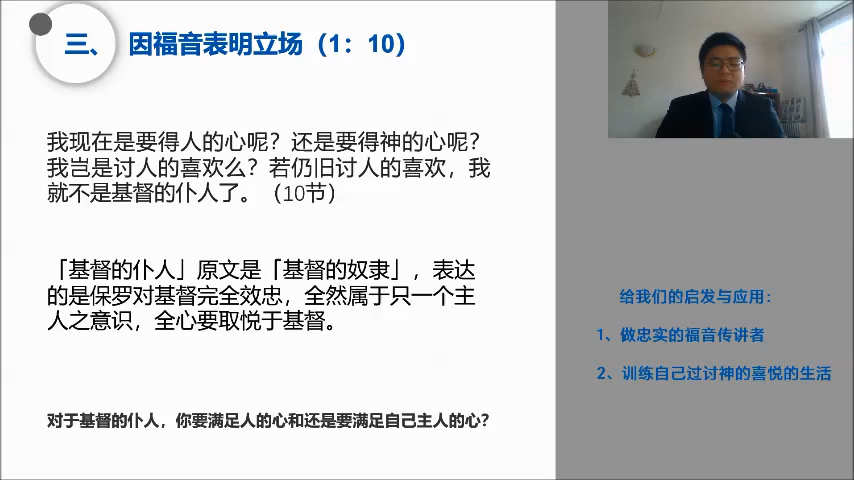 三、 因福音表明立场（1：10）
我现在是要得人的心呢？还是要得神的心呢？
我岂是讨人的喜欢么？若仍旧讨人的喜欢，我
就不是基督的仆人了。（10节）
「基督的仆人」原文是「基督的奴隶」，表达
的是保罗对基督完全效忠，全然属于只一个主
人之意识，全心要取悦于基督。
对于基督的仆人，你要满足人的心和还是要满足自己主人的心？
给我们的启发与应用：
1、做忠实的福音传讲者
2、训练自己过讨神的喜悦的生活